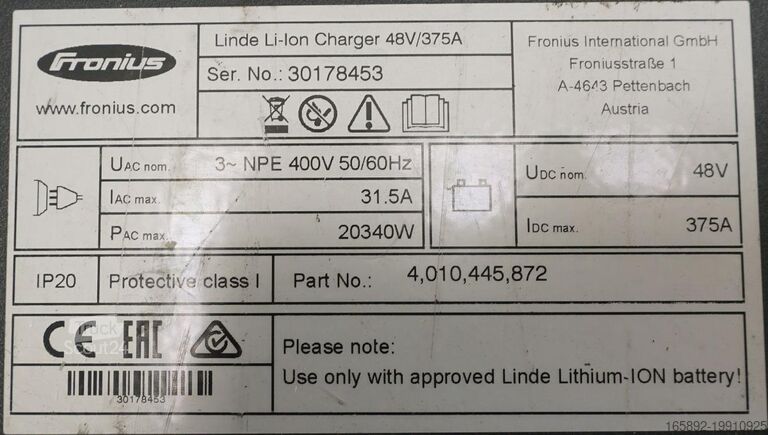 Fronius
www.fronius.com
Linde Li-Ion Charger 48V/375A
Ser. No.: 30178453
Fronius International GmbH
Froniusstraße 1
A-4643 Pettenbach
Austria
UAC nom. 3~ NPE 400V 50/60Hz
IAC max. 31.5A
PAC max. 20340W
UDC nom. 48V
IDC max. 375A
IP20 Protective class I Part No.: 4,010,445,872
CE EAC
30178453
Please note:
Use only with approved Linde Lithium-ION battery!
165892-19910925